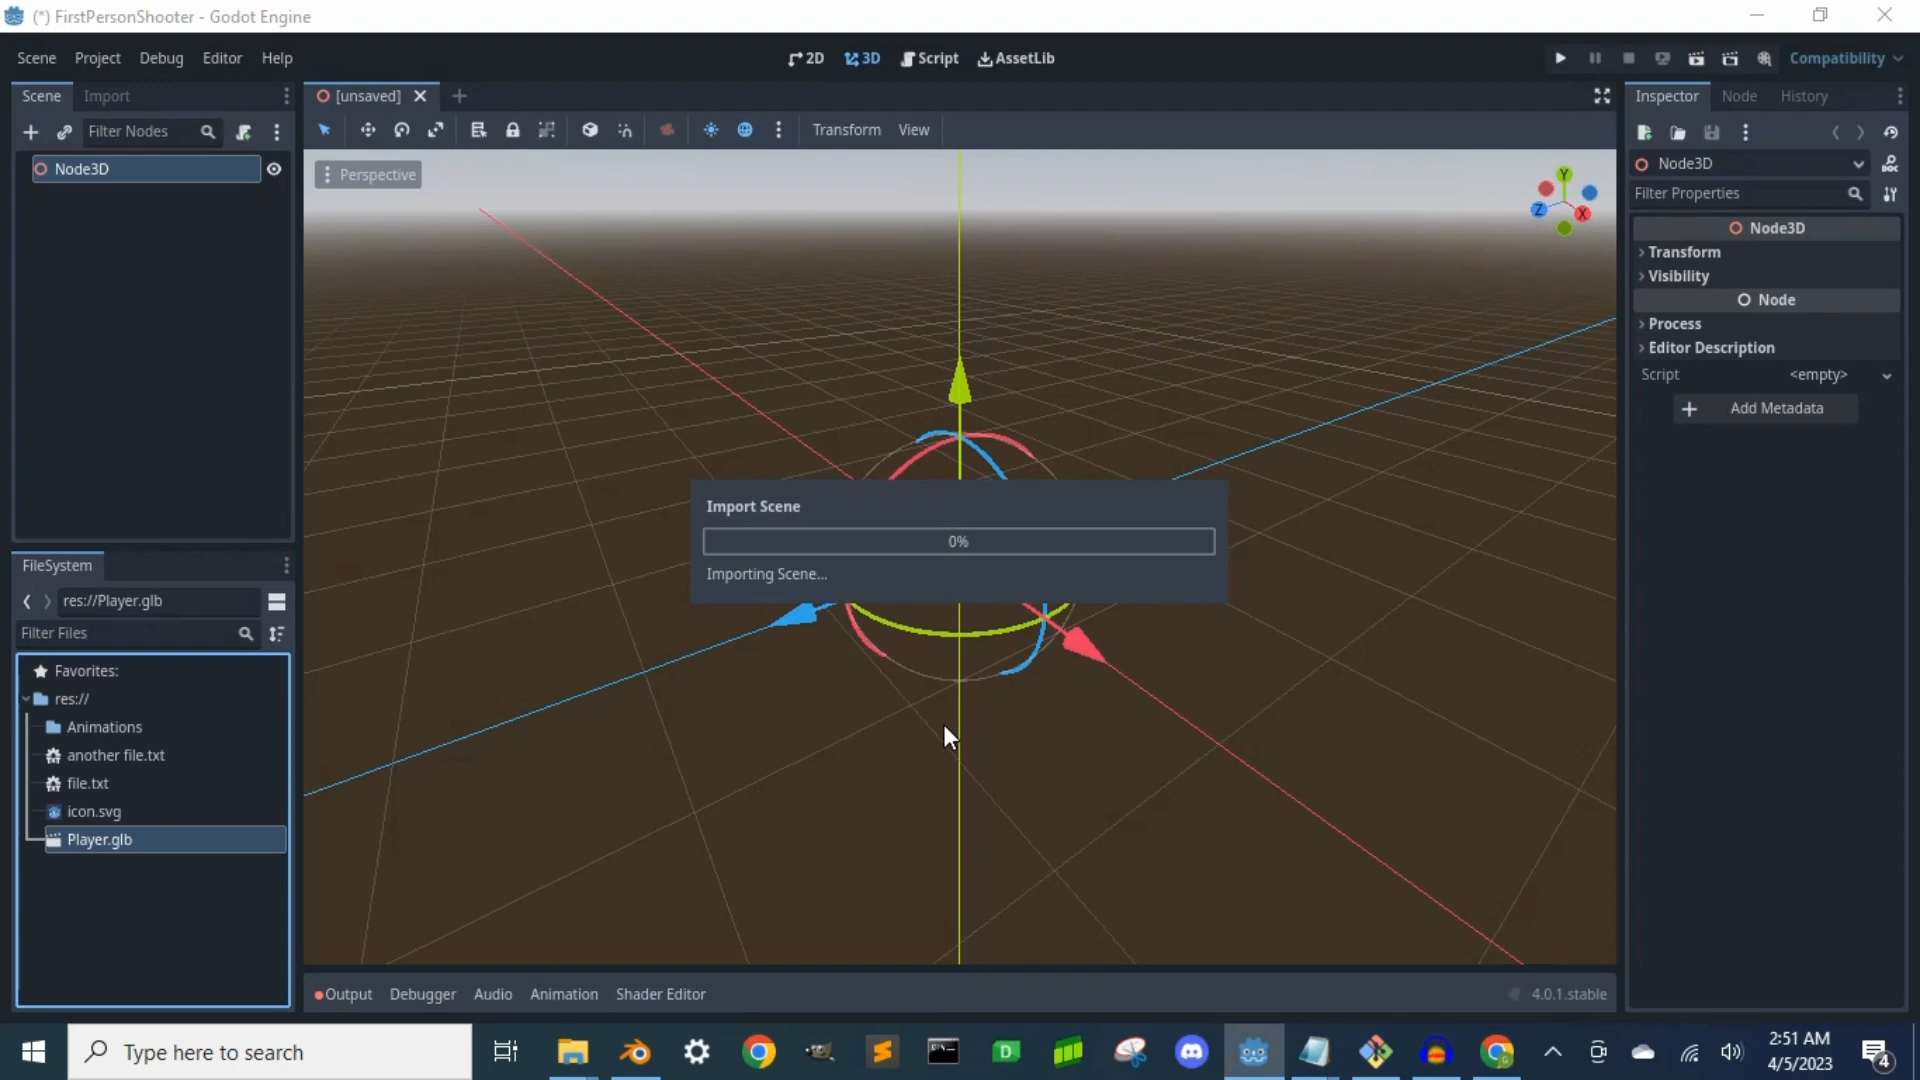 (*) FirstPersonShooter - Godot Engine
Scene Project Debug Editor Help
2D 3D Script AssetLib
Compatibility
Scene Import
[unsaved]
Inspector Node History
Filter Nodes
Transform View
Node3D
Perspective
Y
Z
X
Node3D
Filter Properties
Node3D
Transform
Visibility
Node
Process
Editor Description
Script <empty>
Add Metadata
Import Scene
0%
Importing Scene...
FileSystem
res://Player.glb
Filter Files
Favorites:
res://
Animations
another file.txt
file.txt
icon.svg
Player.glb
Output Debugger Audio Animation Shader Editor
4.0.1.stable
Type here to search
D
2:51 AM
4/5/2023
4